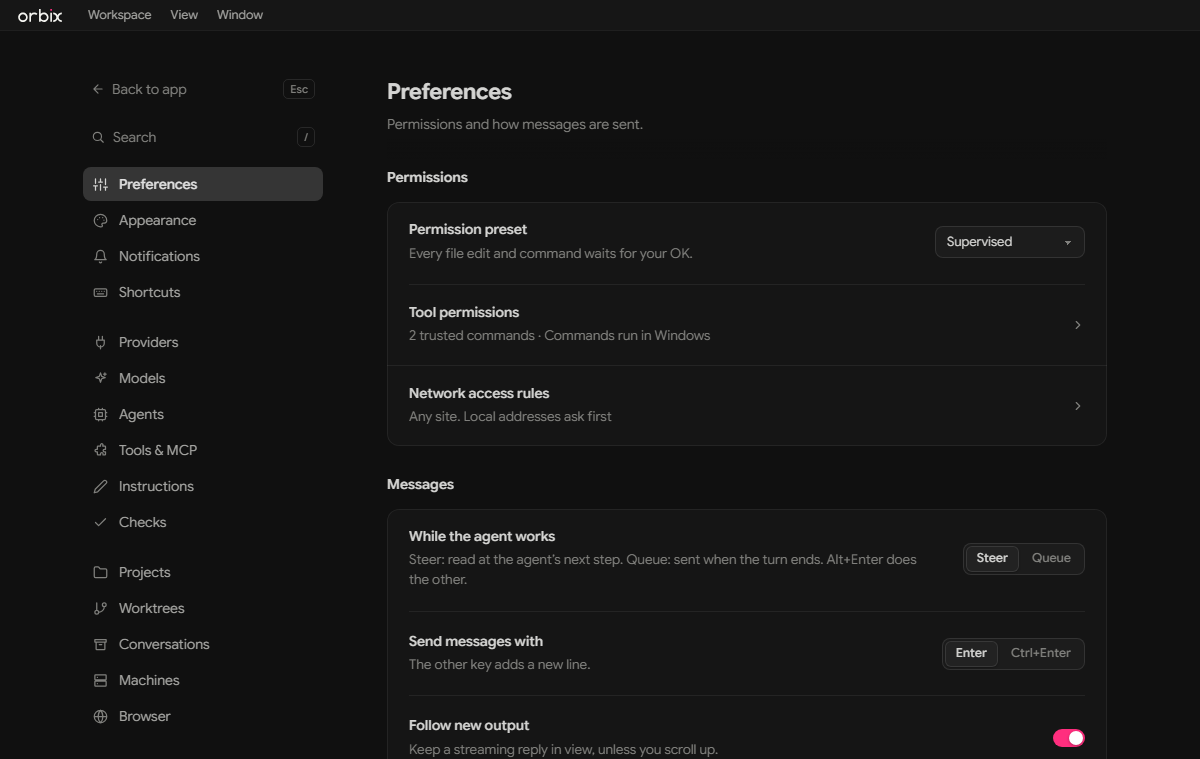 orbix Workspace View Window
Back to app Esc
Search /
Preferences
Appearance
Notifications
Shortcuts
Providers
Models
Agents
Tools & MCP
Instructions
Checks
Projects
Worktrees
Conversations
Machines
Browser
Preferences
Permissions and how messages are sent.
Permissions
Permission preset
Every file edit and command waits for your OK.
Supervised
Tool permissions
2 trusted commands · Commands run in Windows
Network access rules
Any site. Local addresses ask first
Messages
While the agent works
Steer: read at the agent's next step. Queue: sent when the turn ends. Alt+Enter does
the other.
Steer Queue
Send messages with
The other key adds a new line.
Enter Ctrl+Enter
Follow new output
Keep a streaming reply in view, unless you scroll up.